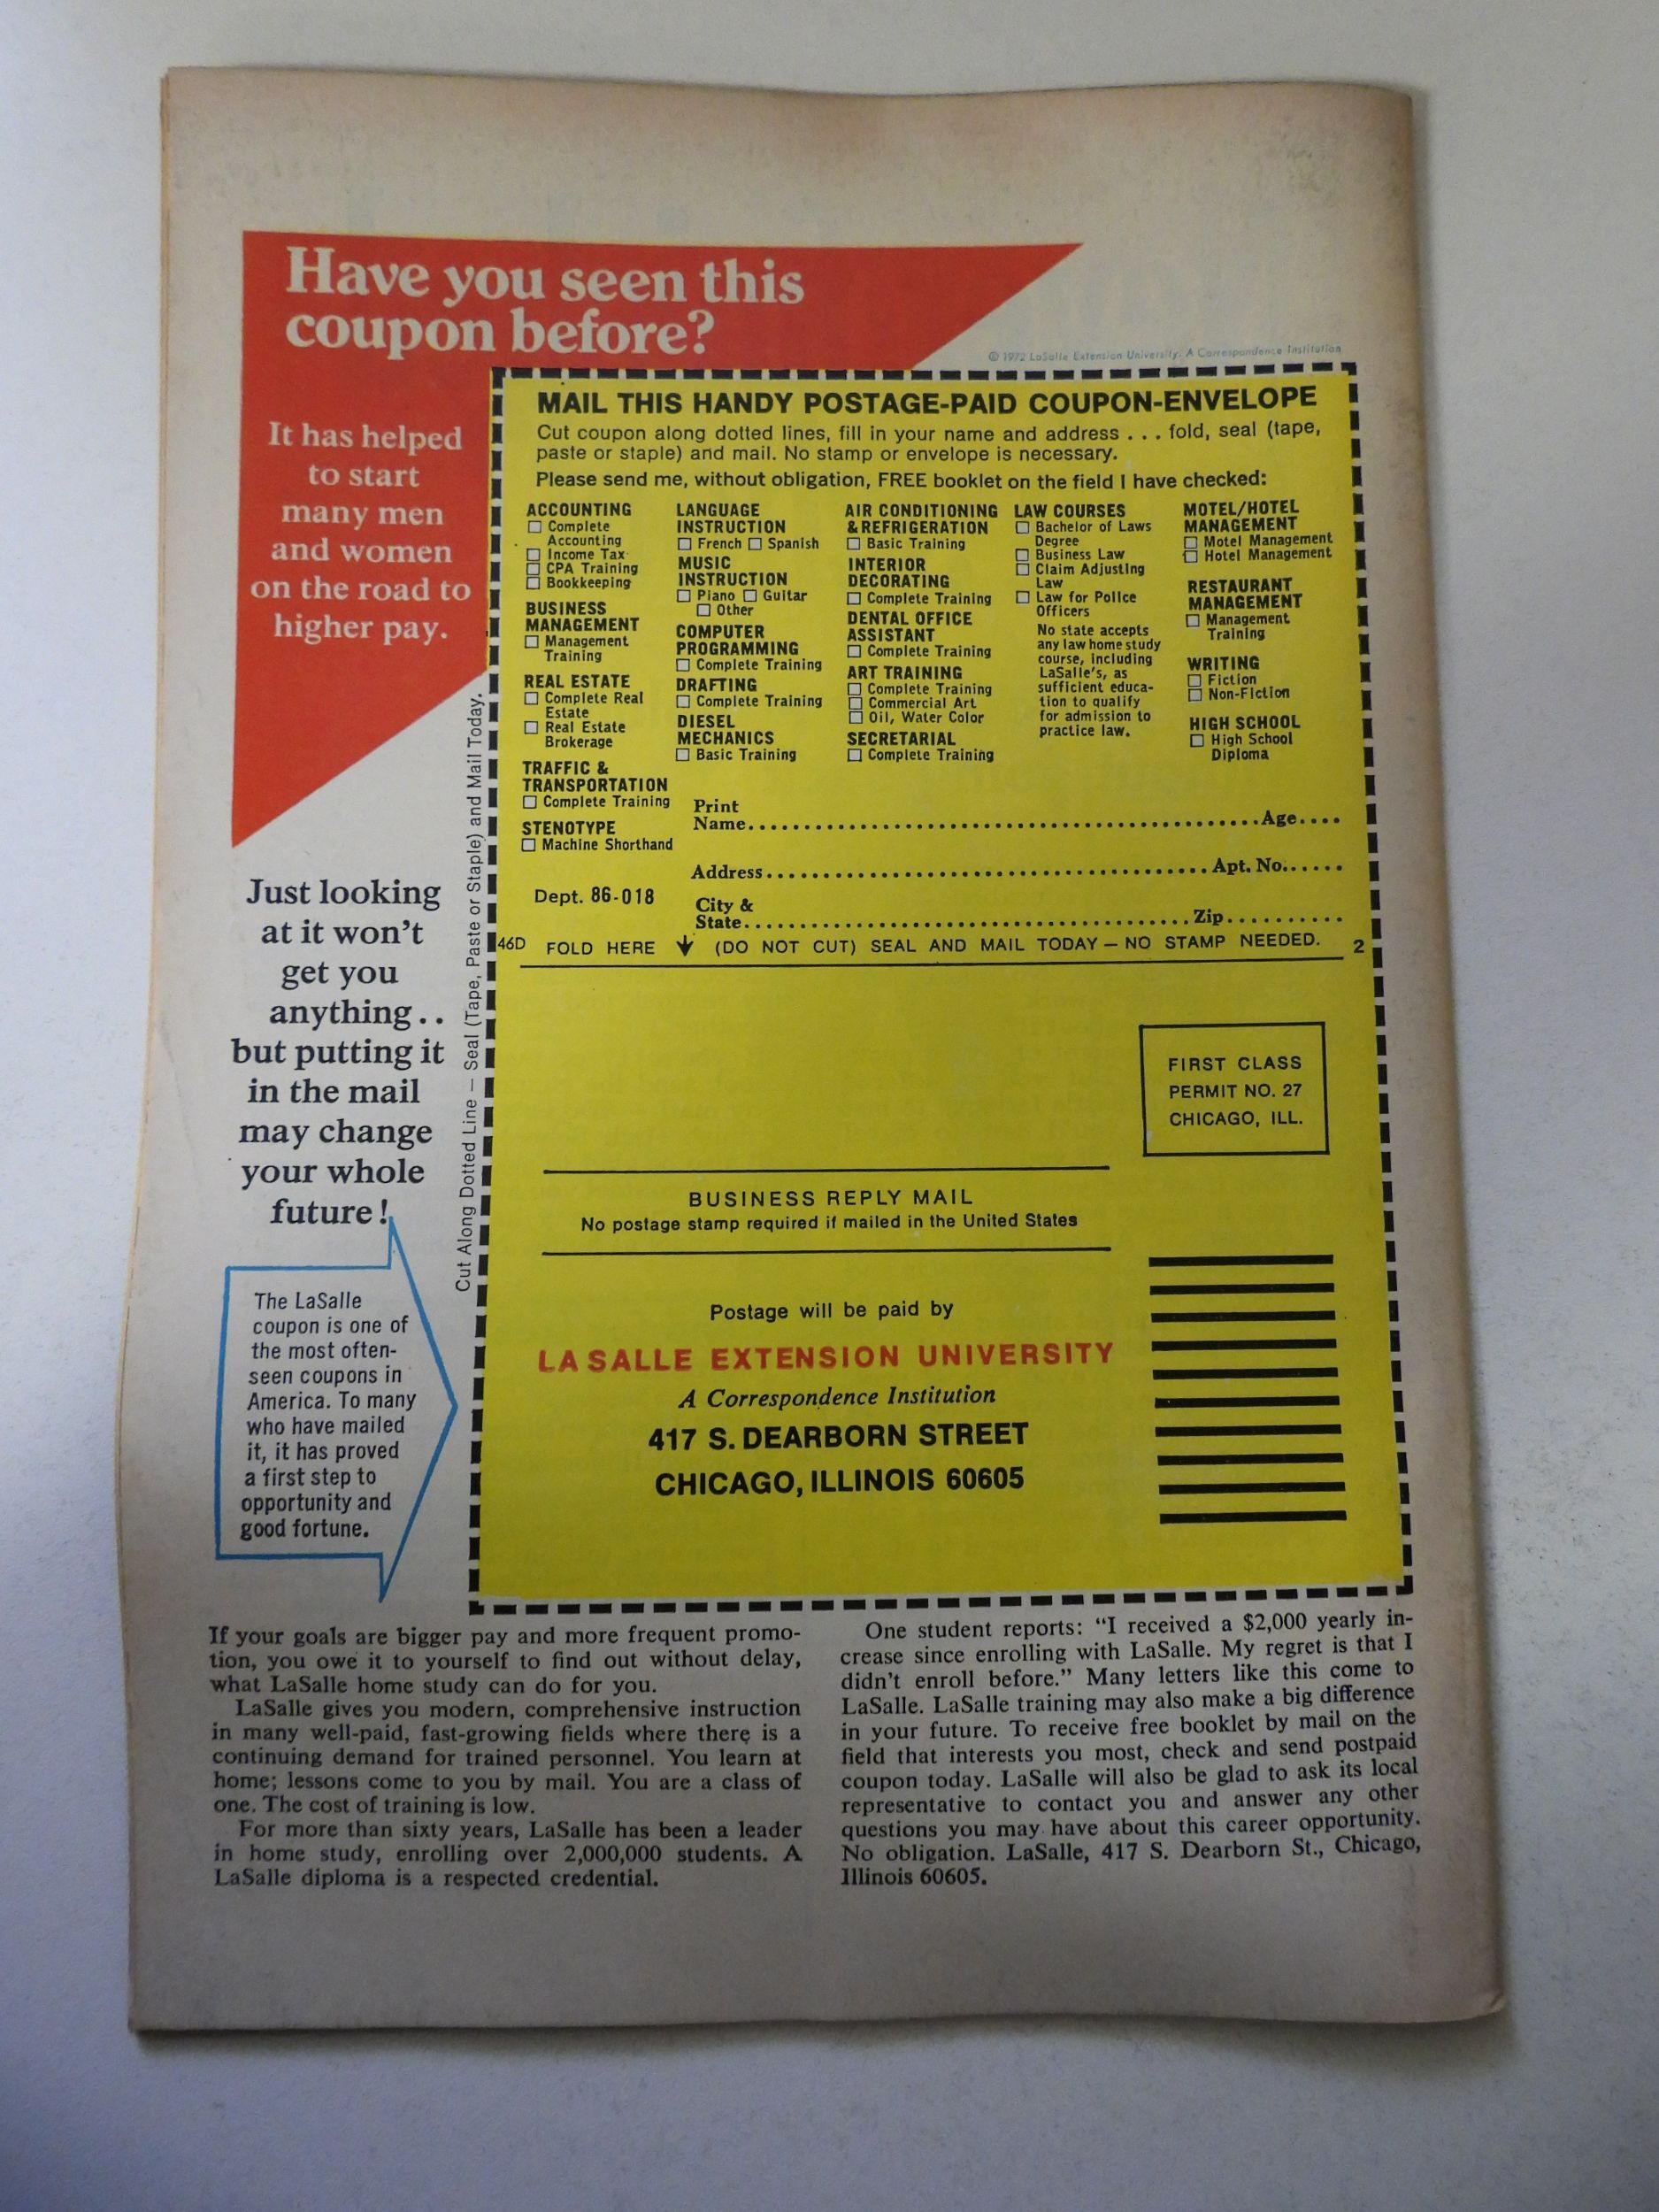 Have you seen this
coupon before?
It has helped
to start
many men
and women
on the road to
higher pay.
Just looking
at it won't
get you
anything..
but putting it
in the mail
may change
your whole
future!
The LaSalle
coupon is one of
the most often-
seen coupons in
America. To many
who have mailed
it, it has proved
a first step to
opportunity and
good fortune.
Cut Along Dotted Line — Seal (Tape, Paste or Staple) and Mail Today.
© 1972 LaSalle Extension University: A Correspondence Institution
MAIL THIS HANDY POSTAGE-PAID COUPON-ENVELOPE
Cut coupon along dotted lines, fill in your name and address . . . fold, seal (tape,
paste or staple) and mail. No stamp or envelope is necessary.
Please send me, without obligation, FREE booklet on the field I have checked:
ACCOUNTING
☐ Complete
Accounting
☐ Income Tax
☐ CPA Training
☐ Bookkeeping
BUSINESS
MANAGEMENT
☐ Management
Training
REAL ESTATE
☐ Complete Real
Estate
☐ Real Estate
Brokerage
TRAFFIC &
TRANSPORTATION
☐ Complete Training
STENOTYPE
☐ Machine Shorthand
LANGUAGE
INSTRUCTION
☐ French ☐ Spanish
MUSIC
INSTRUCTION
☐ Piano ☐ Guitar
☐ Other
COMPUTER
PROGRAMMING
☐ Complete Training
DRAFTING
☐ Complete Training
DIESEL
MECHANICS
☐ Basic Training
AIR CONDITIONING
& REFRIGERATION
☐ Basic Training
INTERIOR
DECORATING
☐ Complete Training
DENTAL OFFICE
ASSISTANT
☐ Complete Training
ART TRAINING
☐ Complete Training
☐ Commercial Art
☐ Oil, Water Color
SECRETARIAL
☐ Complete Training
LAW COURSES
☐ Bachelor of Laws
Degree
☐ Business Law
☐ Claim Adjusting
Law
☐ Law for Police
Officers
No state accepts
any law home study
course, including
LaSalle's, as
sufficient educa-
tion to qualify
for admission to
practice law.
MOTEL/HOTEL
MANAGEMENT
☐ Motel Management
☐ Hotel Management
RESTAURANT
MANAGEMENT
☐ Management
Training
WRITING
☐ Fiction
☐ Non-Fiction
HIGH SCHOOL
☐ High School
Diploma
Print
Name..........Age....
Address..........Apt. No......
Dept. 86-018
City &
State..........Zip..........
46D FOLD HERE ↓ (DO NOT CUT) SEAL AND MAIL TODAY — NO STAMP NEEDED. 2
FIRST CLASS
PERMIT NO. 27
CHICAGO, ILL.
BUSINESS REPLY MAIL
No postage stamp required if mailed in the United States
Postage will be paid by
LA SALLE EXTENSION UNIVERSITY
A Correspondence Institution
417 S. DEARBORN STREET
CHICAGO, ILLINOIS 60605
If your goals are bigger pay and more frequent promo-
tion, you owe it to yourself to find out without delay,
what LaSalle home study can do for you.
LaSalle gives you modern, comprehensive instruction
in many well-paid, fast-growing fields where there is a
continuing demand for trained personnel. You learn at
home; lessons come to you by mail. You are a class of
one. The cost of training is low.
For more than sixty years, LaSalle has been a leader
in home study, enrolling over 2,000,000 students. A
LaSalle diploma is a respected credential.
One student reports: "I received a $2,000 yearly in-
crease since enrolling with LaSalle. My regret is that I
didn't enroll before." Many letters like this come to
LaSalle. LaSalle training may also make a big difference
in your future. To receive free booklet by mail on the
field that interests you most, check and send postpaid
coupon today. LaSalle will also be glad to ask its local
representative to contact you and answer any other
questions you may have about this career opportunity.
No obligation. LaSalle, 417 S. Dearborn St., Chicago,
Illinois 60605.